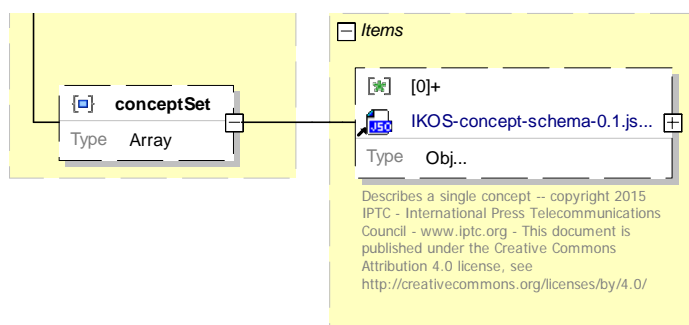 Items
[0]+
conceptSet
IKOS-concept-schema-0.1.js...
Type Array
Type Obj...
Describes a single concept -- copyright 2015
IPTC - International Press Telecommunications
Council - www.iptc.org - This document is
published under the Creative Commons
Attribution 4.0 license, see
http://creativecommons.org/licenses/by/4.0/